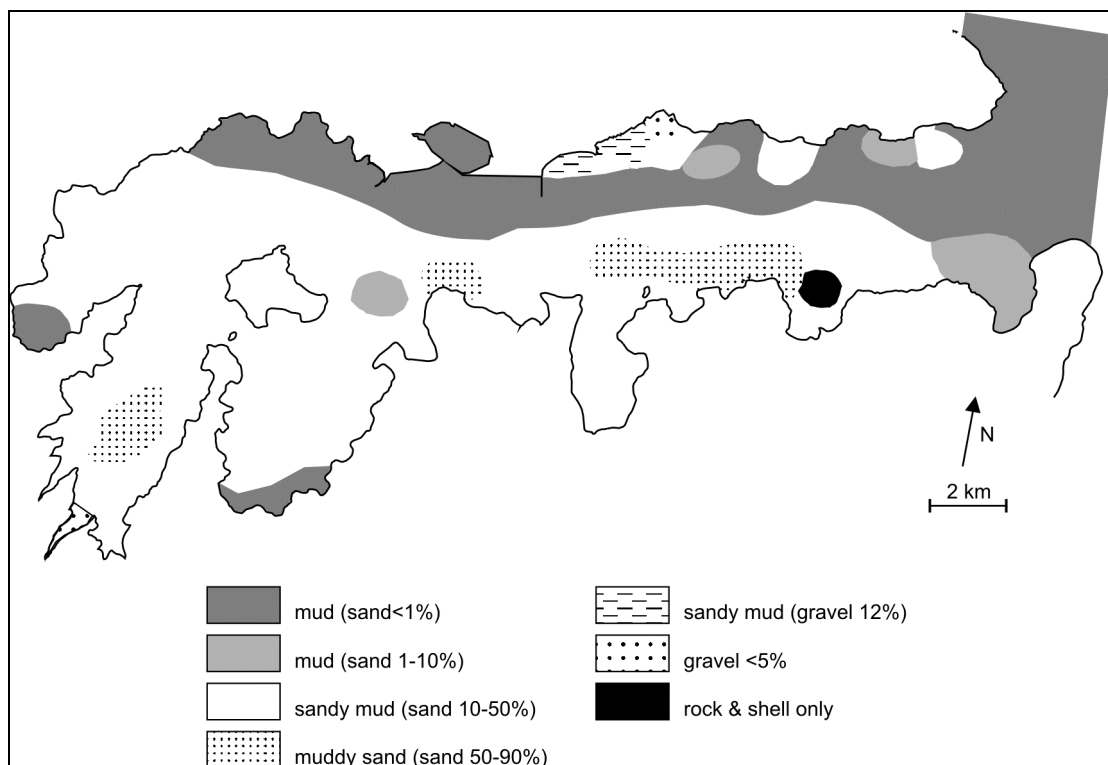 N
2 km
mud (sand<1%)
mud (sand 1-10%)
sandy mud (sand 10-50%)
muddy sand (sand 50-90%)
sandy mud (gravel 12%)
gravel <5%
rock & shell only